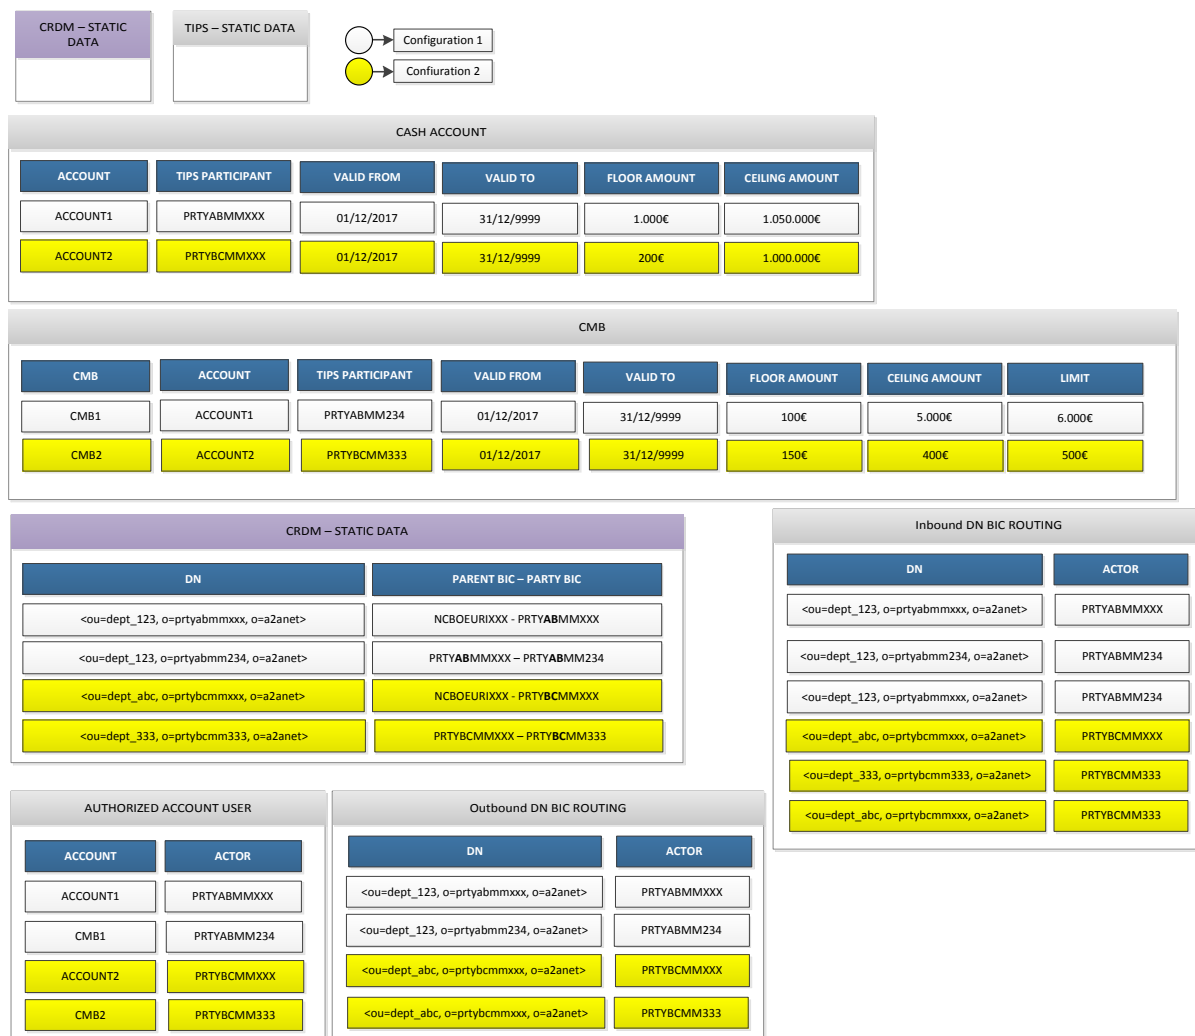 CRDM – STATIC
DATA
TIPS – STATIC DATA
Configuration 1
Confiuration 2
CASH ACCOUNT
ACCOUNT TIPS PARTICIPANT VALID FROM VALID TO FLOOR AMOUNT CEILING AMOUNT
ACCOUNT1 PRTYABMMXXX 01/12/2017 31/12/9999 1.000€ 1.050.000€
ACCOUNT2 PRTYBCMMXXX 01/12/2017 31/12/9999 200€ 1.000.000€
CMB
CMB ACCOUNT TIPS PARTICIPANT VALID FROM VALID TO FLOOR AMOUNT CEILING AMOUNT LIMIT
CMB1 ACCOUNT1 PRTYABMM234 01/12/2017 31/12/9999 100€ 5.000€ 6.000€
CMB2 ACCOUNT2 PRTYBCMM333 01/12/2017 31/12/9999 150€ 400€ 500€
CRDM – STATIC DATA
DN PARENT BIC – PARTY BIC
<ou=dept_123, o=prtyabmmxxx, o=a2anet> NCBOEURIXXX - PRTYABMMXXX
<ou=dept_123, o=prtyabmm234, o=a2anet> PRTYABMMXXX – PRTYABMM234
<ou=dept_abc, o=prtybcmmxxx, o=a2anet> NCBOEURIXXX - PRTYBCMMXXX
<ou=dept_333, o=prtybcmm333, o=a2anet> PRTYBCMMXXX – PRTYBCMM333
Inbound DN BIC ROUTING
DN ACTOR
<ou=dept_123, o=prtyabmmxxx, o=a2anet> PRTYABMMXXX
<ou=dept_123, o=prtyabmm234, o=a2anet> PRTYABMM234
<ou=dept_123, o=prtyabmmxxx, o=a2anet> PRTYABMM234
<ou=dept_abc, o=prtybcmmxxx, o=a2anet> PRTYBCMMXXX
<ou=dept_333, o=prtybcmm333, o=a2anet> PRTYBCMM333
<ou=dept_abc, o=prtybcmmxxx, o=a2anet> PRTYBCMM333
AUTHORIZED ACCOUNT USER
ACCOUNT ACTOR
ACCOUNT1 PRTYABMMXXX
CMB1 PRTYABMM234
ACCOUNT2 PRTYBCMMXXX
CMB2 PRTYBCMM333
Outbound DN BIC ROUTING
DN ACTOR
<ou=dept_123, o=prtyabmmxxx, o=a2anet> PRTYABMMXXX
<ou=dept_123, o=prtyabmm234, o=a2anet> PRTYABMM234
<ou=dept_abc, o=prtybcmmxxx, o=a2anet> PRTYBCMMXXX
<ou=dept_abc, o=prtybcmmxxx, o=a2anet> PRTYBCMM333